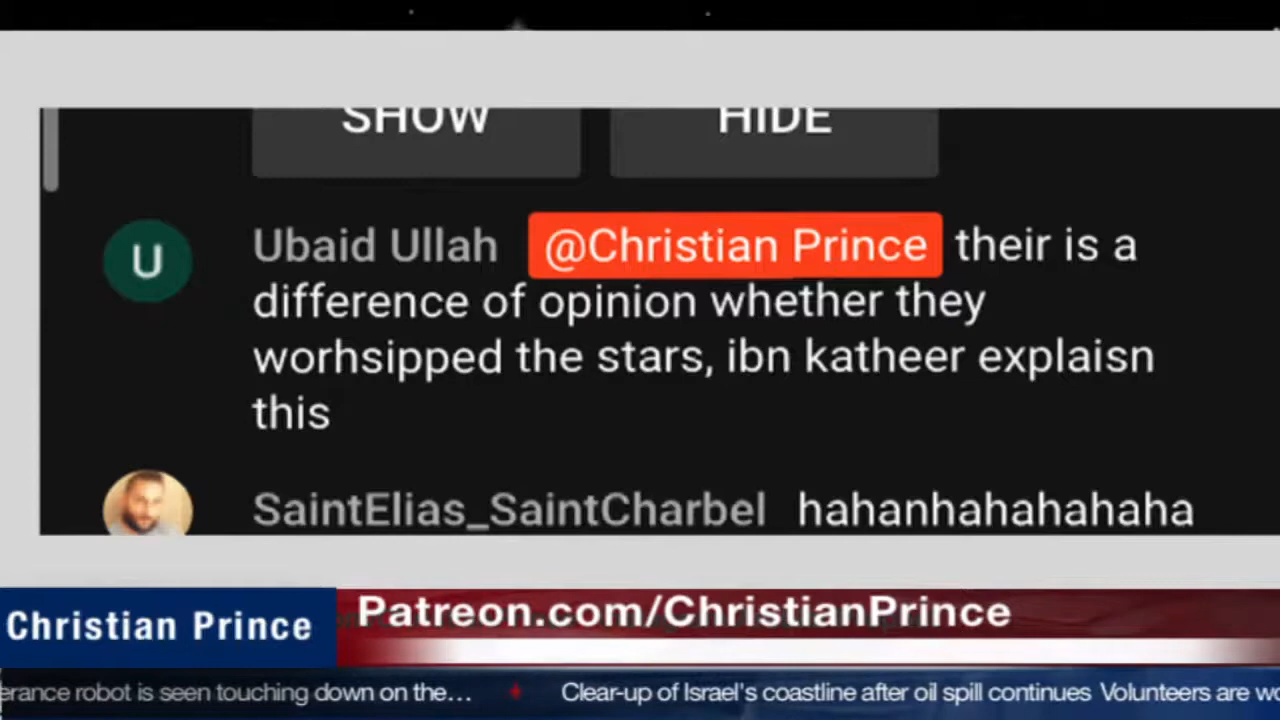 SHOW HIDE
U
Ubaid Ullah @Christian Prince their is a
difference of opinion whether they
worhsipped the stars, ibn katheer explaisn
this
SaintElias_SaintCharbel hahanhahahahaha
Christian Prince
Patreon.com/ChristianPrince
erance robot is seen touching down on the… Clear-up of Israel's coastline after oil spill continues Volunteers are wo